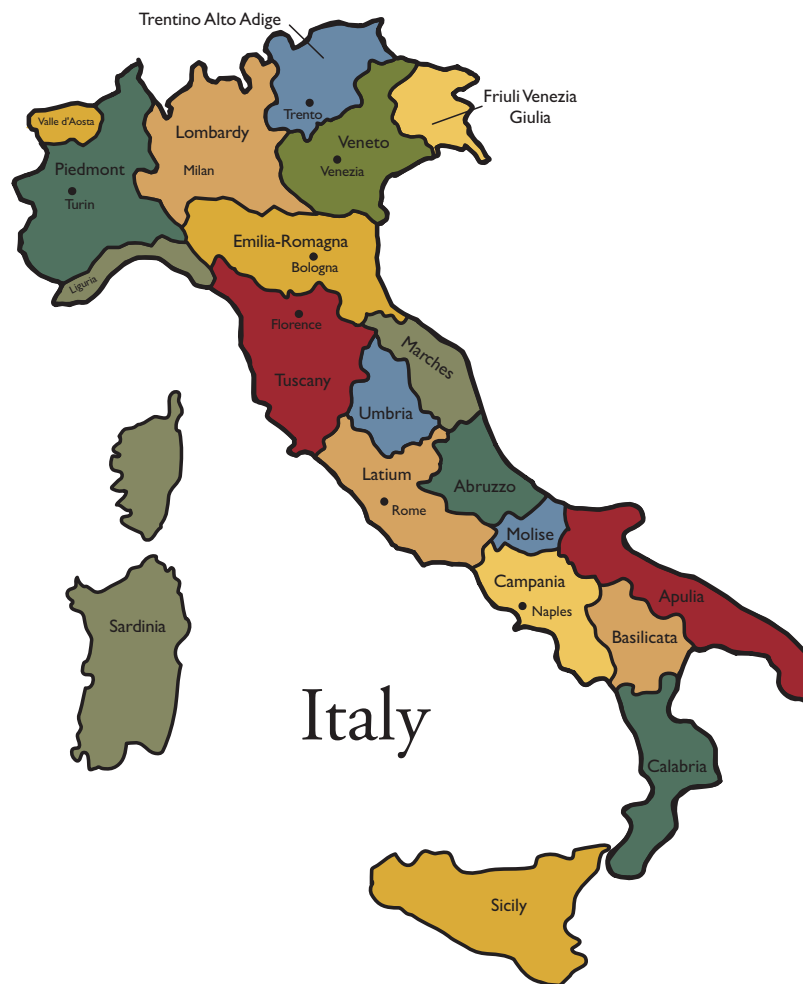 Trentino Alto Adige
Friuli Venezia
Giulia
Trento
Valle d'Aosta
Lombardy
Veneto
Piedmont
Milan
Venezia
Turin
Emilia-Romagna
Bologna
Liguria
Florence
Marches
Tuscany
Umbria
Latium
Abruzzo
Rome
Molise
Campania
Apulia
Naples
Sardinia
Basilicata
Italy
Calabria
Sicily